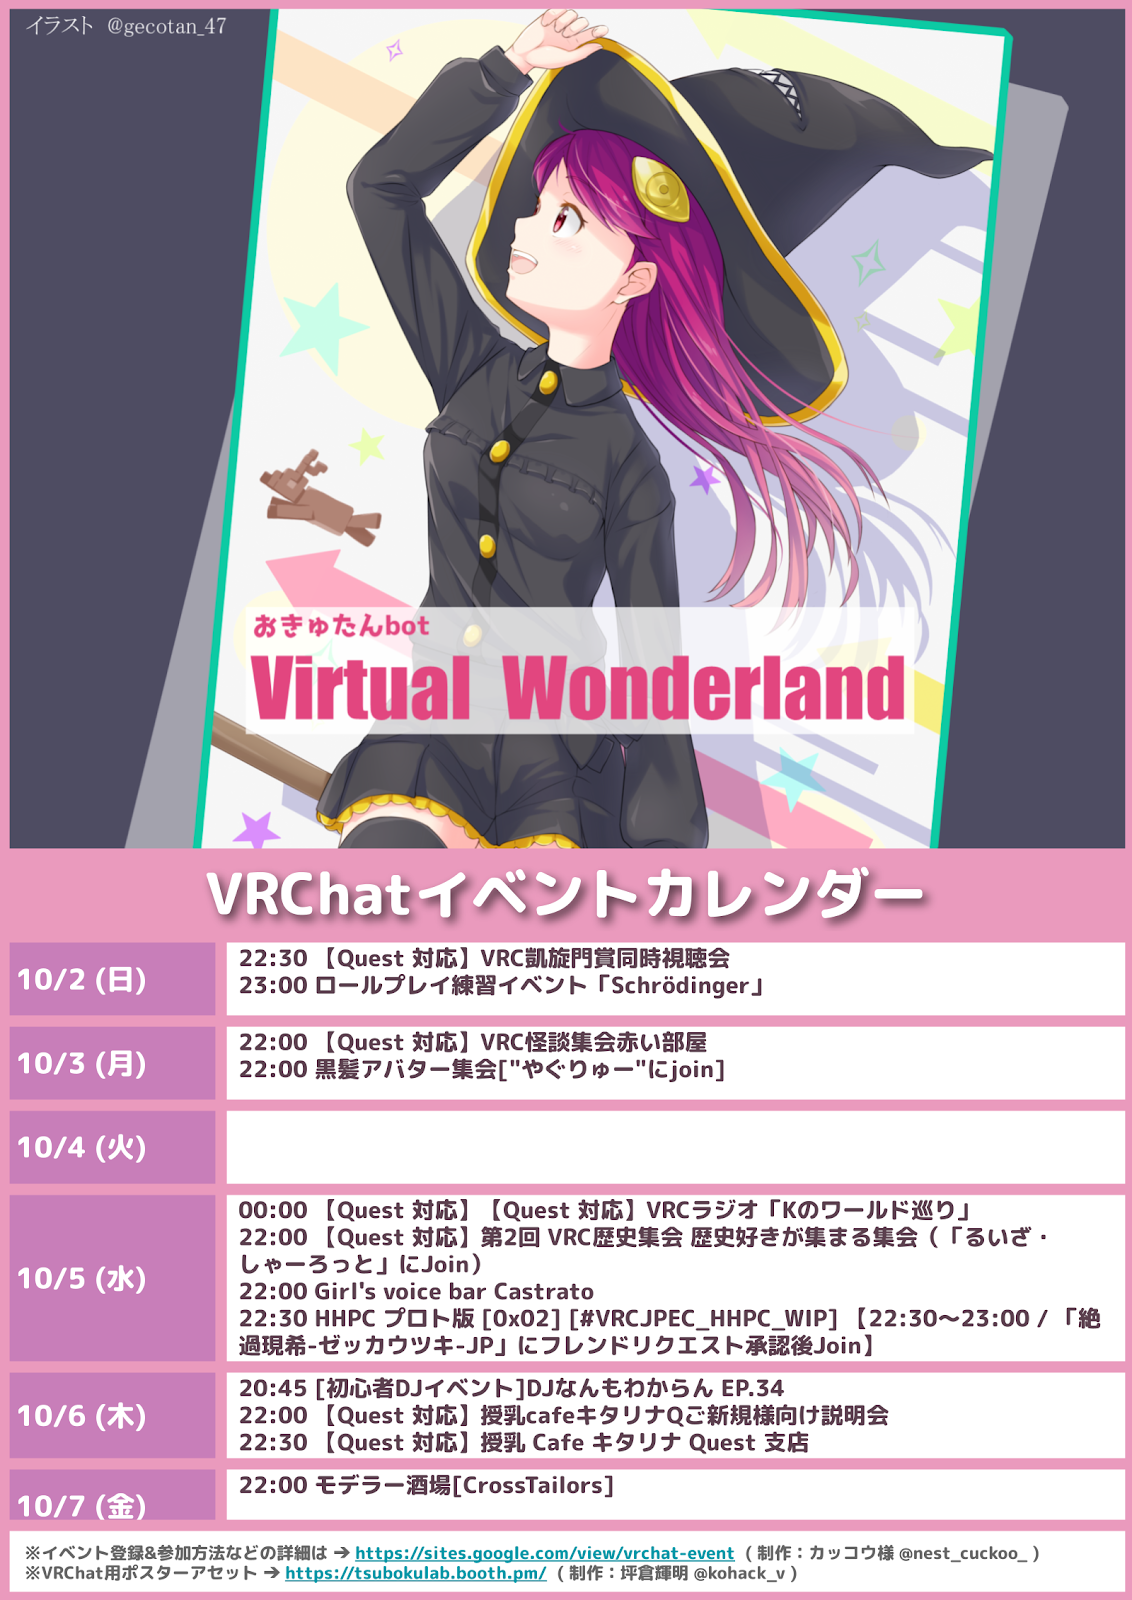 イラスト @gecotan_47
おきゅたんbot
Virtual Wonderland
VRChatイベントカレンダー
10/2 (日)
22:30 【Quest 対応】VRC凱旋門賞同時視聴会
23:00 ロールプレイ練習イベント「Schrödinger」
10/3 (月)
22:00 【Quest 対応】VRC怪談集会赤い部屋
22:00 黒髪アバター集会["やぐりゅー"にjoin]
10/4 (火)
10/5 (水)
00:00 【Quest 対応】【Quest 対応】VRCラジオ「Kのワールド巡り」
22:00 【Quest 対応】第2回 VRC歴史集会 歴史好きが集まる集会（「るいざ・
しゃーろっと」にJoin）
22:00 Girl's voice bar Castrato
22:30 HHPC プロト版 [0x02] [#VRCJPEC_HHPC_WIP] 【22:30～23:00 / 「絶
過現希-ゼッカウツキ-JP」にフレンドリクエスト承認後Join】
10/6 (木)
20:45 [初心者DJイベント]DJなんもわからん EP.34
22:00 【Quest 対応】授乳cafeキタリナQご新規様向け説明会
22:30 【Quest 対応】授乳 Cafe キタリナ Quest 支店
10/7 (金)
22:00 モデラー酒場[CrossTailors]
※イベント登録&参加方法などの詳細は → https://sites.google.com/view/vrchat-event （制作：カッコウ様 @nest_cuckoo_ ）
※VRChat用ポスターアセット → https://tsubokulab.booth.pm/ （制作：坪倉輝明 @kohack_v ）